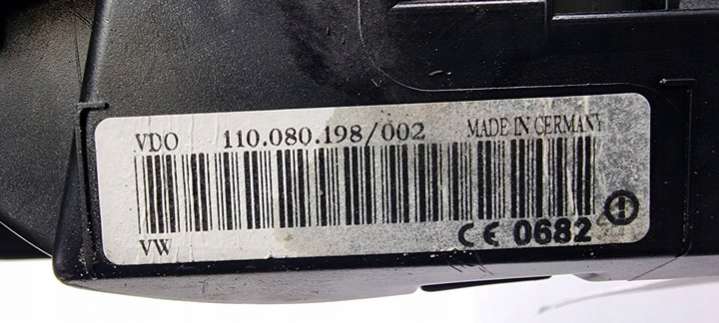 VDO 110.080.198/002 MADE IN GERMANY
VW CE 0682